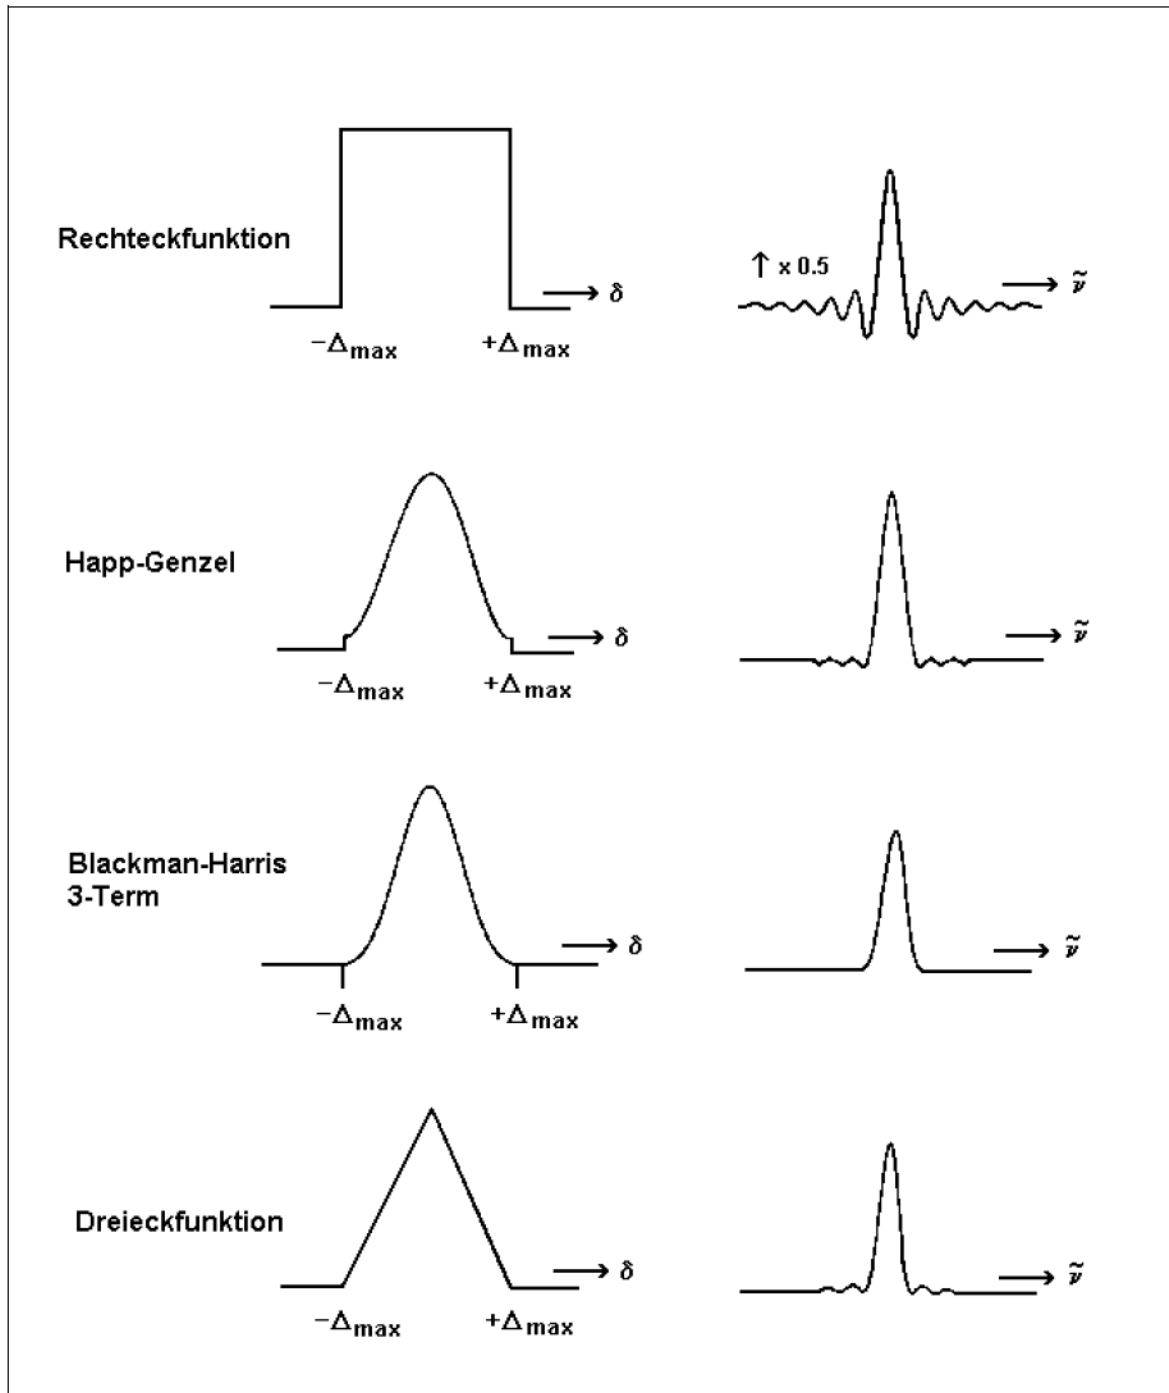 Rechteckfunktion
δ
−Δmax
+Δmax
↑ x 0.5
ṽ
Happ-Genzel
δ
−Δmax
+Δmax
ṽ
Blackman-Harris
3-Term
δ
−Δmax
+Δmax
ṽ
Dreieckfunktion
δ
−Δmax
+Δmax
ṽ